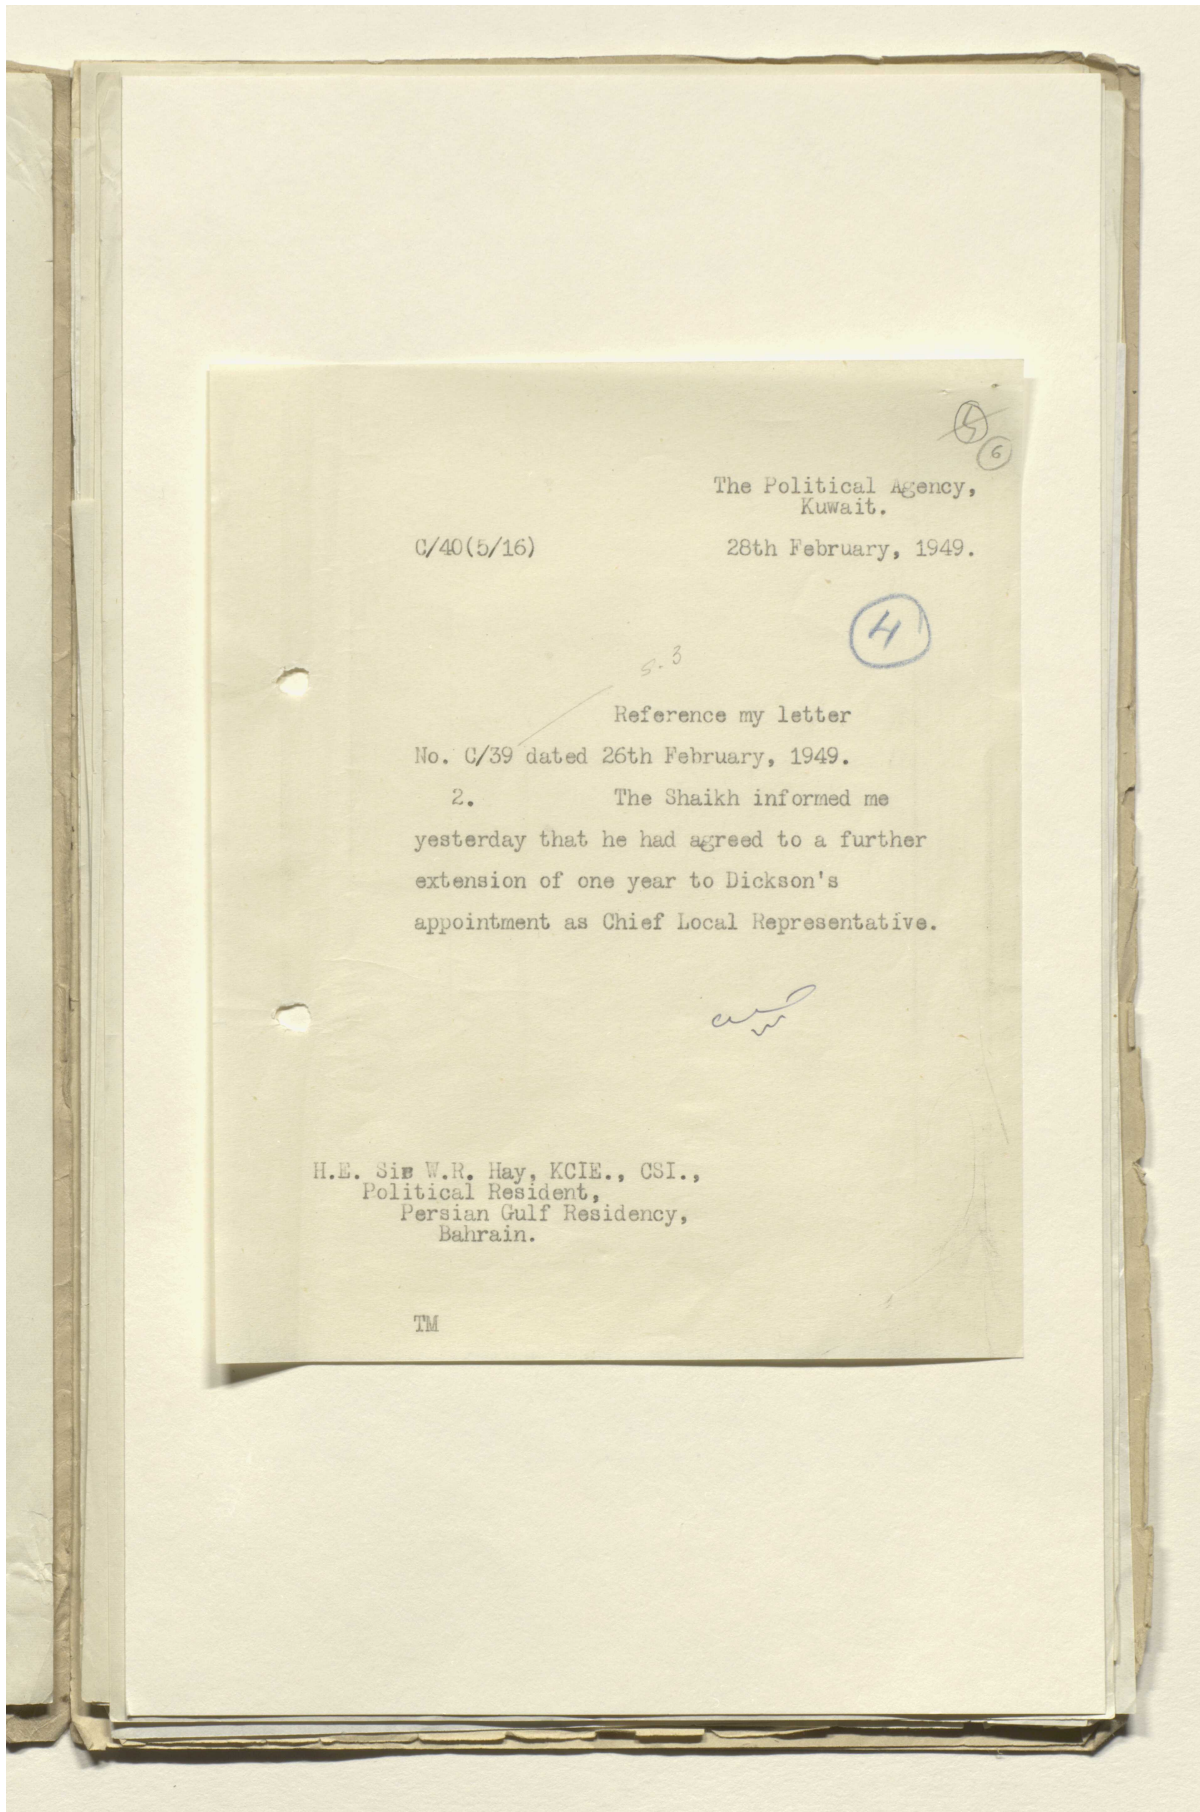 6
The Political Agency,
Kuwait.
C/40(5/16) 28th February, 1949.
4
s. 3
Reference my letter
No. C/39 dated 26th February, 1949.
2. The Shaikh informed me
yesterday that he had agreed to a further
extension of one year to Dickson's
appointment as Chief Local Representative.
H.E. Sir W.R. Hay, KCIE., CSI.,
Political Resident,
Persian Gulf Residency,
Bahrain.
TM